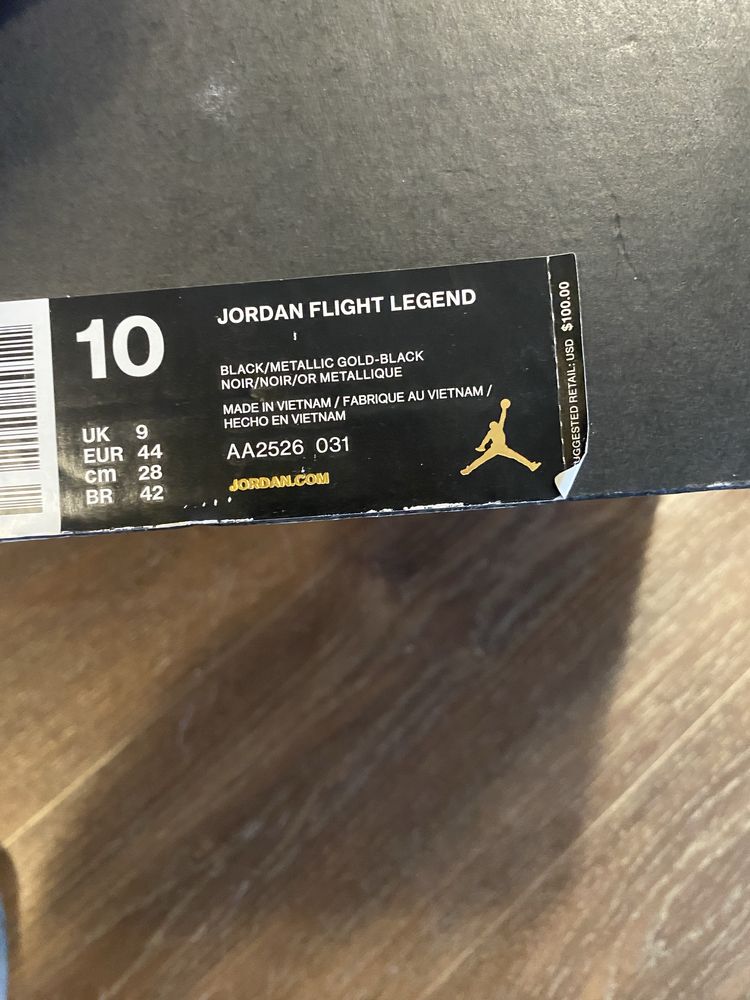 10
UK 9
EUR 44
cm 28
BR 42
JORDAN FLIGHT LEGEND
BLACK/METALLIC GOLD-BLACK
NOIR/NOIR/OR METALLIQUE
MADE IN VIETNAM / FABRIQUE AU VIETNAM /
HECHO EN VIETNAM
AA2526 031
JORDAN.COM
UGGESTED RETAIL: USD $100.00